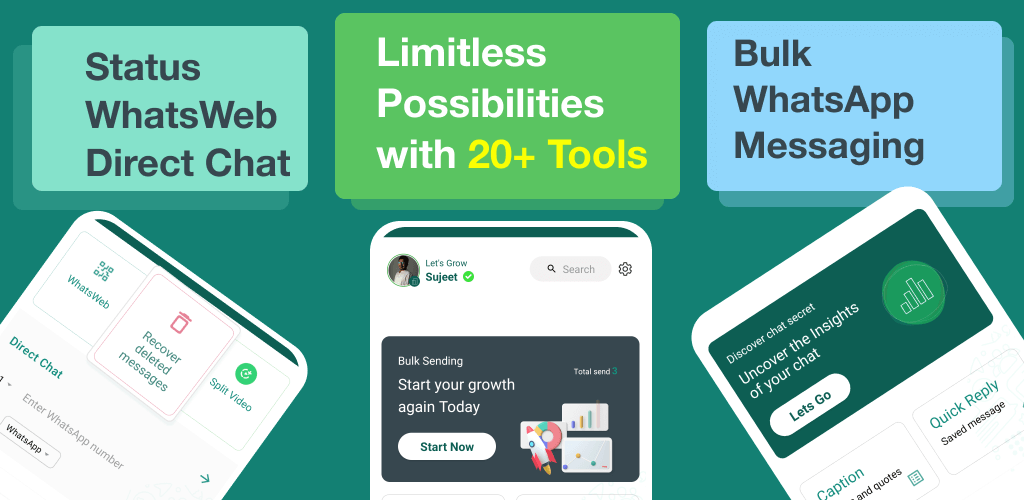 Status
WhatsWeb
Direct Chat
Limitless
Possibilities
with 20+ Tools
Bulk
WhatsApp
Messaging
WhatsWeb
Recover
deleted
messages
Split Video
Direct Chat
Enter WhatsApp number
WhatsApp
Let's Grow
Sujeet
Search
Bulk Sending
Total send 3
Start your growth
again Today
Start Now
Discover chat secret
Uncover the Insights
of your chat
Lets Go
Quick Reply
Saved message
Caption
and quotes